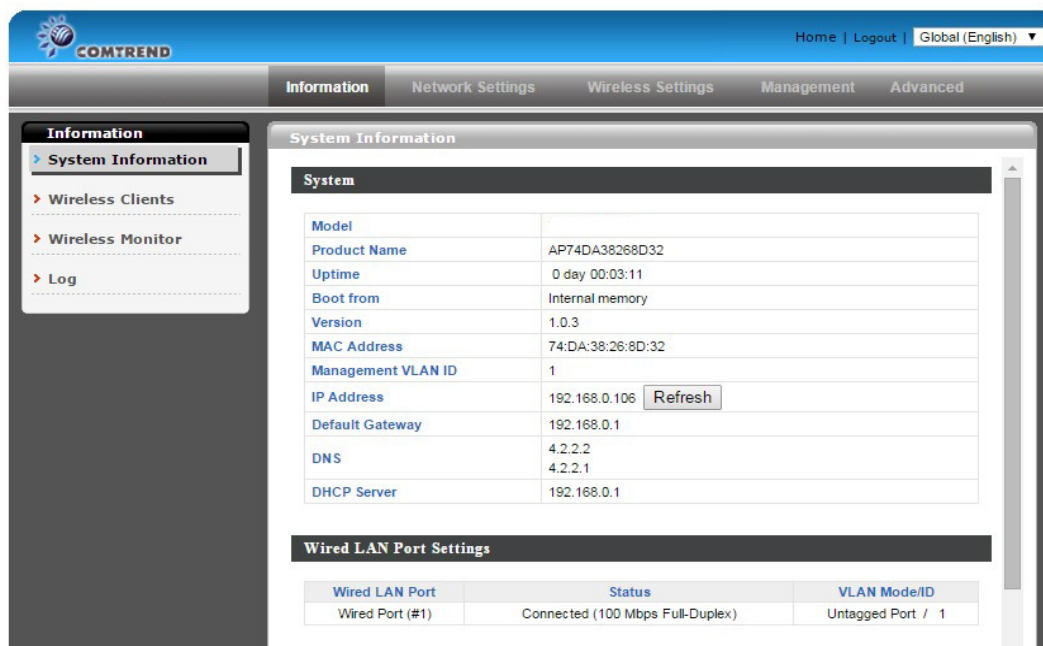 COMTREND
Home | Logout | Global (English)
Information Network Settings Wireless Settings Management Advanced
Information
System Information
Wireless Clients
Wireless Monitor
Log
System Information
System
Model
Product Name AP74DA38268D32
Uptime 0 day 00:03:11
Boot from Internal memory
Version 1.0.3
MAC Address 74:DA:38:26:8D:32
Management VLAN ID 1
IP Address 192.168.0.106 Refresh
Default Gateway 192.168.0.1
DNS 4.2.2.2
4.2.2.1
DHCP Server 192.168.0.1
Wired LAN Port Settings
Wired LAN Port Status VLAN Mode/ID
Wired Port (#1) Connected (100 Mbps Full-Duplex) Untagged Port / 1